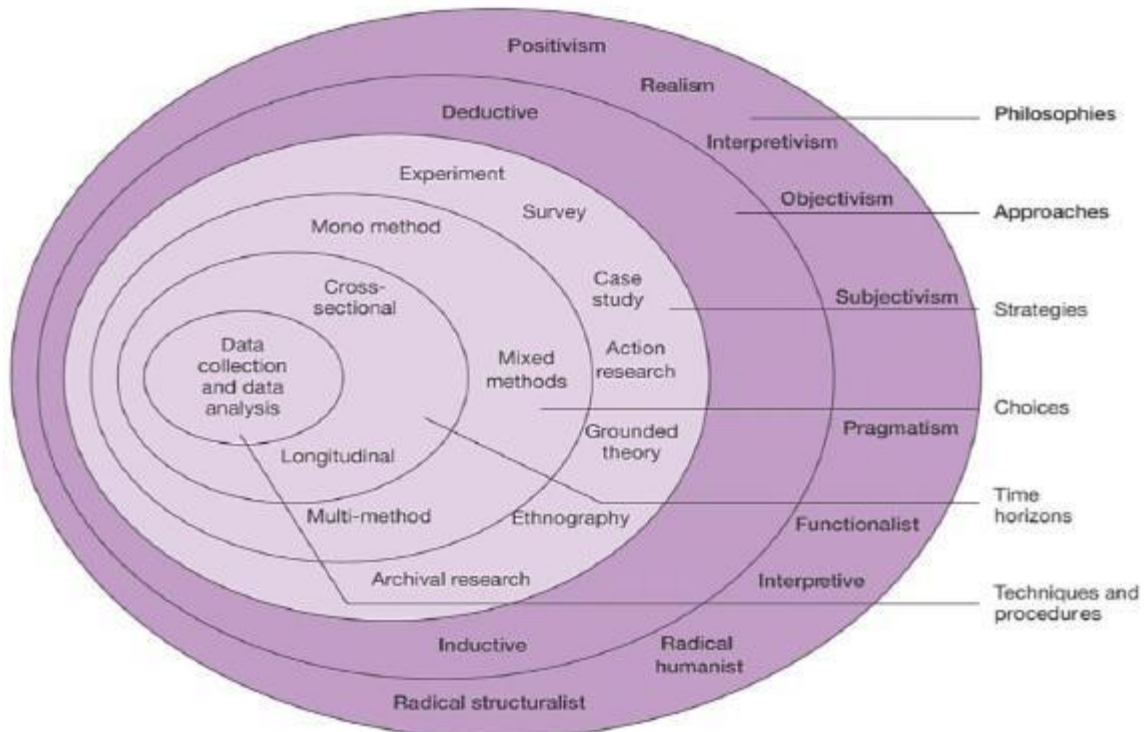 Positivism
Realism
Philosophies
Deductive
Interpretivism
Experiment
Objectivism
Approaches
Survey
Mono method
Case
study
Cross-
sectional
Subjectivism
Strategies
Data
collection
and data
analysis
Mixed
methods
Action
research
Choices
Pragmatism
Grounded
theory
Longitudinal
Time
horizons
Multi-method
Ethnography
Functionalist
Archival research
Interpretive
Techniques and
procedures
Inductive
Radical
humanist
Radical structuralist